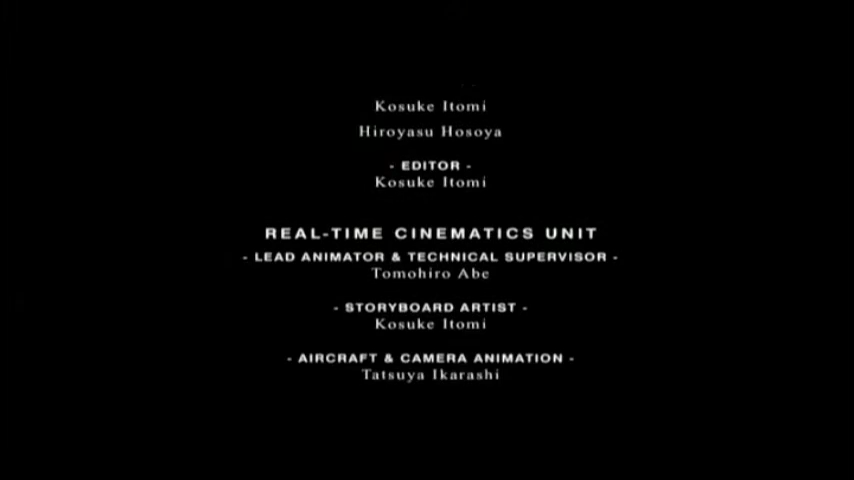 Kosuke Itomi
Hiroyasu Hosoya
- EDITOR -
Kosuke Itomi
REAL-TIME CINEMATICS UNIT
- LEAD ANIMATOR & TECHNICAL SUPERVISOR -
Tomohiro Abe
- STORYBOARD ARTIST -
Kosuke Itomi
- AIRCRAFT & CAMERA ANIMATION -
Tatsuya Ikarashi